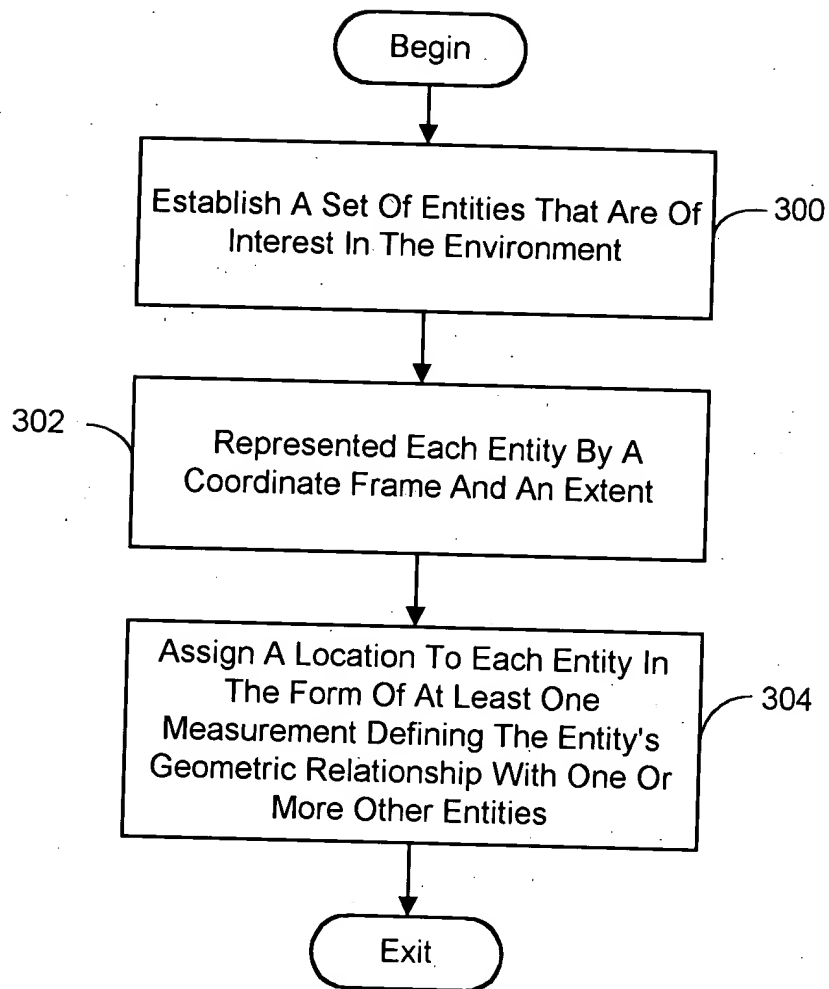 Begin
Establish A Set Of Entities That Are Of
Interest In The Environment
300
302
Represented Each Entity By A
Coordinate Frame And An Extent
Assign A Location To Each Entity In
The Form Of At Least One
Measurement Defining The Entity's
Geometric Relationship With One Or
More Other Entities
304
Exit